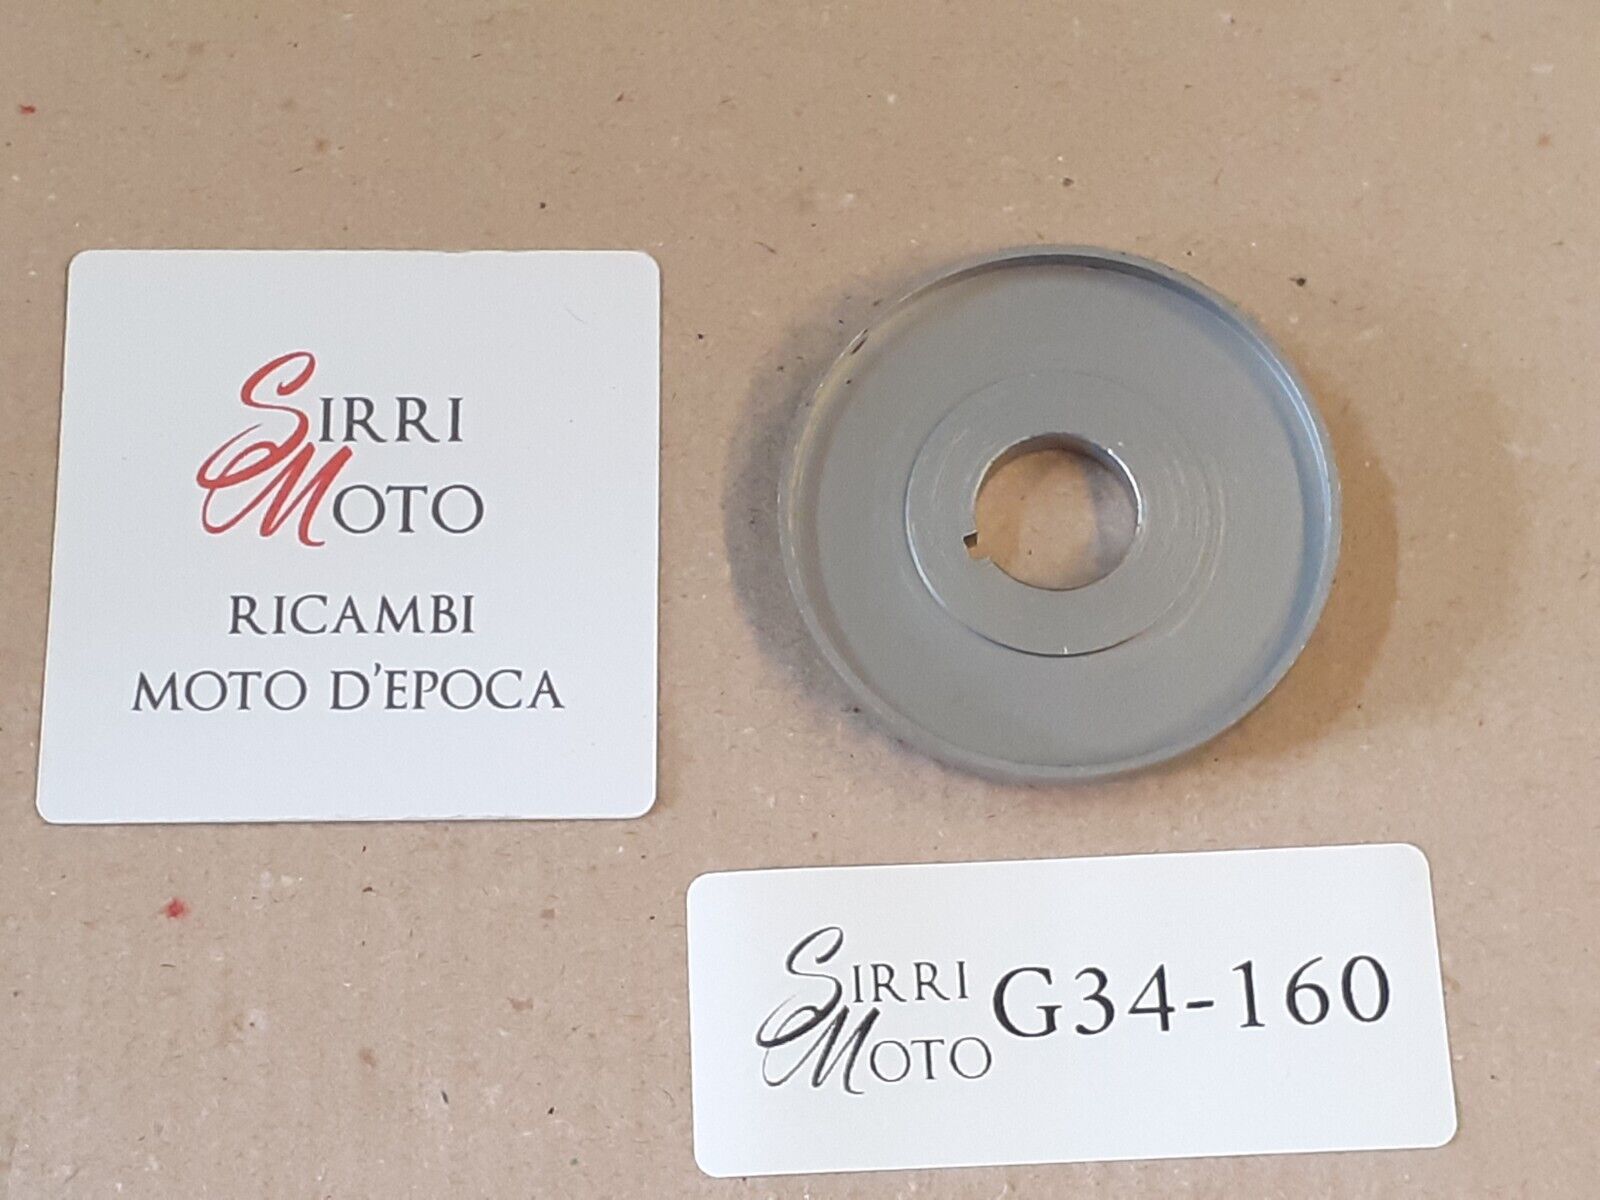 SIRRI
MOTO
RICAMBI
MOTO D'EPOCA
SIRRI
MOTO
G34-160